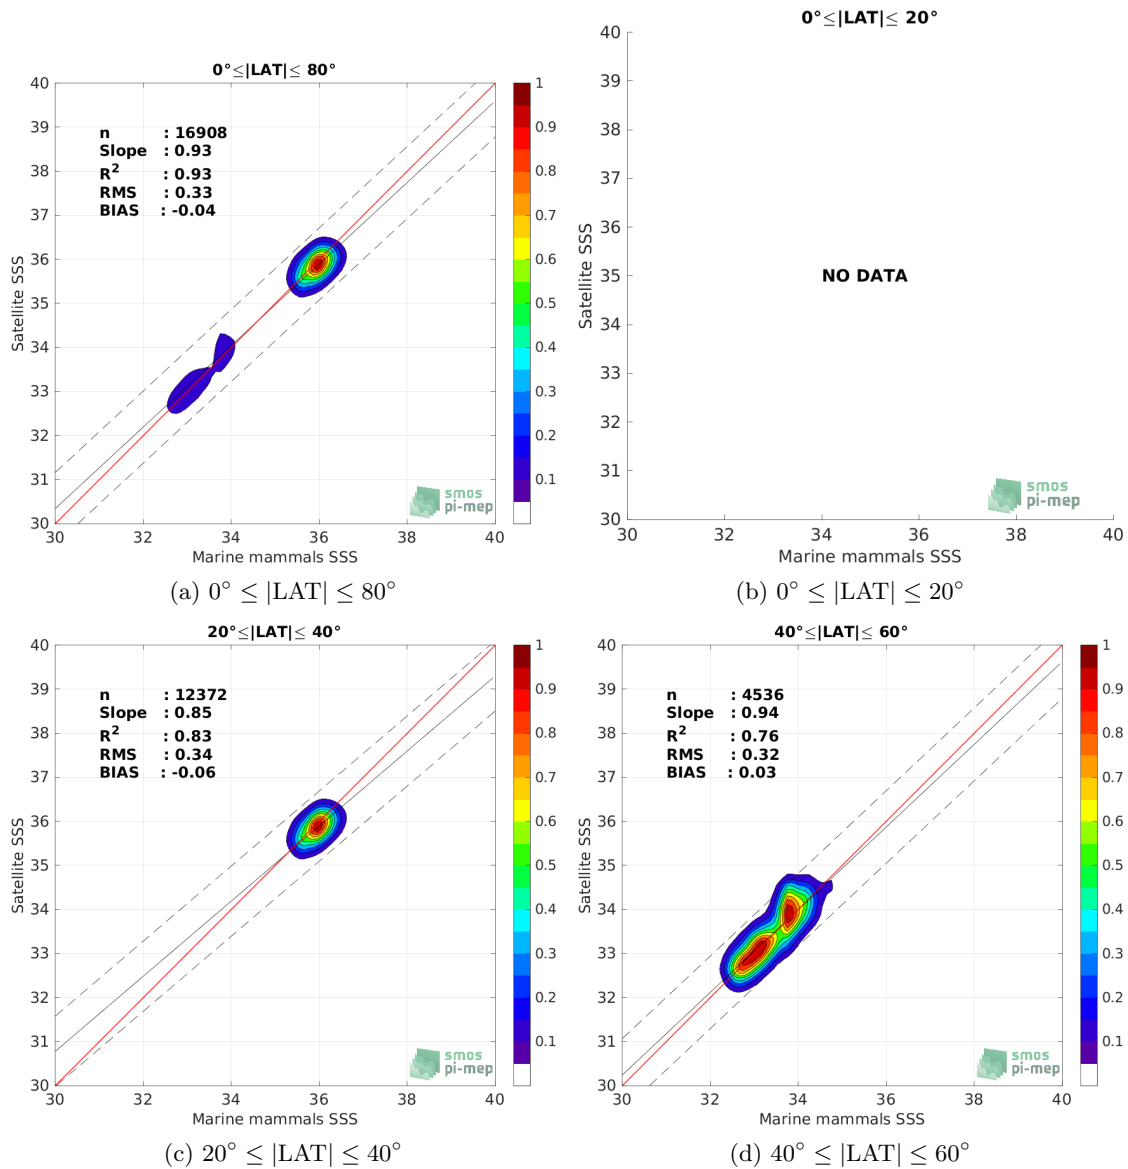 0°≤|LAT|≤ 80°
40
39
38
37
36
35
34
33
32
31
30
30 32 34 36 38 40
Satellite SSS
Marine mammals SSS
n : 16908
Slope : 0.93
R² : 0.93
RMS : 0.33
BIAS : -0.04
smos
pi-mep
1
0.9
0.8
0.7
0.6
0.5
0.4
0.3
0.2
0.1
(a) 0° ≤ |LAT| ≤ 80°
0°≤|LAT|≤ 20°
40
39
38
37
36
35
34
33
32
31
30
30 32 34 36 38 40
Satellite SSS
Marine mammals SSS
NO DATA
smos
pi-mep
(b) 0° ≤ |LAT| ≤ 20°
20°≤|LAT|≤ 40°
40
39
38
37
36
35
34
33
32
31
30
30 32 34 36 38 40
Satellite SSS
Marine mammals SSS
n : 12372
Slope : 0.85
R² : 0.83
RMS : 0.34
BIAS : -0.06
smos
pi-mep
1
0.9
0.8
0.7
0.6
0.5
0.4
0.3
0.2
0.1
(c) 20° ≤ |LAT| ≤ 40°
40°≤|LAT|≤ 60°
40
39
38
37
36
35
34
33
32
31
30
30 32 34 36 38 40
Satellite SSS
Marine mammals SSS
n : 4536
Slope : 0.94
R² : 0.76
RMS : 0.32
BIAS : 0.03
smos
pi-mep
1
0.9
0.8
0.7
0.6
0.5
0.4
0.3
0.2
0.1
(d) 40° ≤ |LAT| ≤ 60°